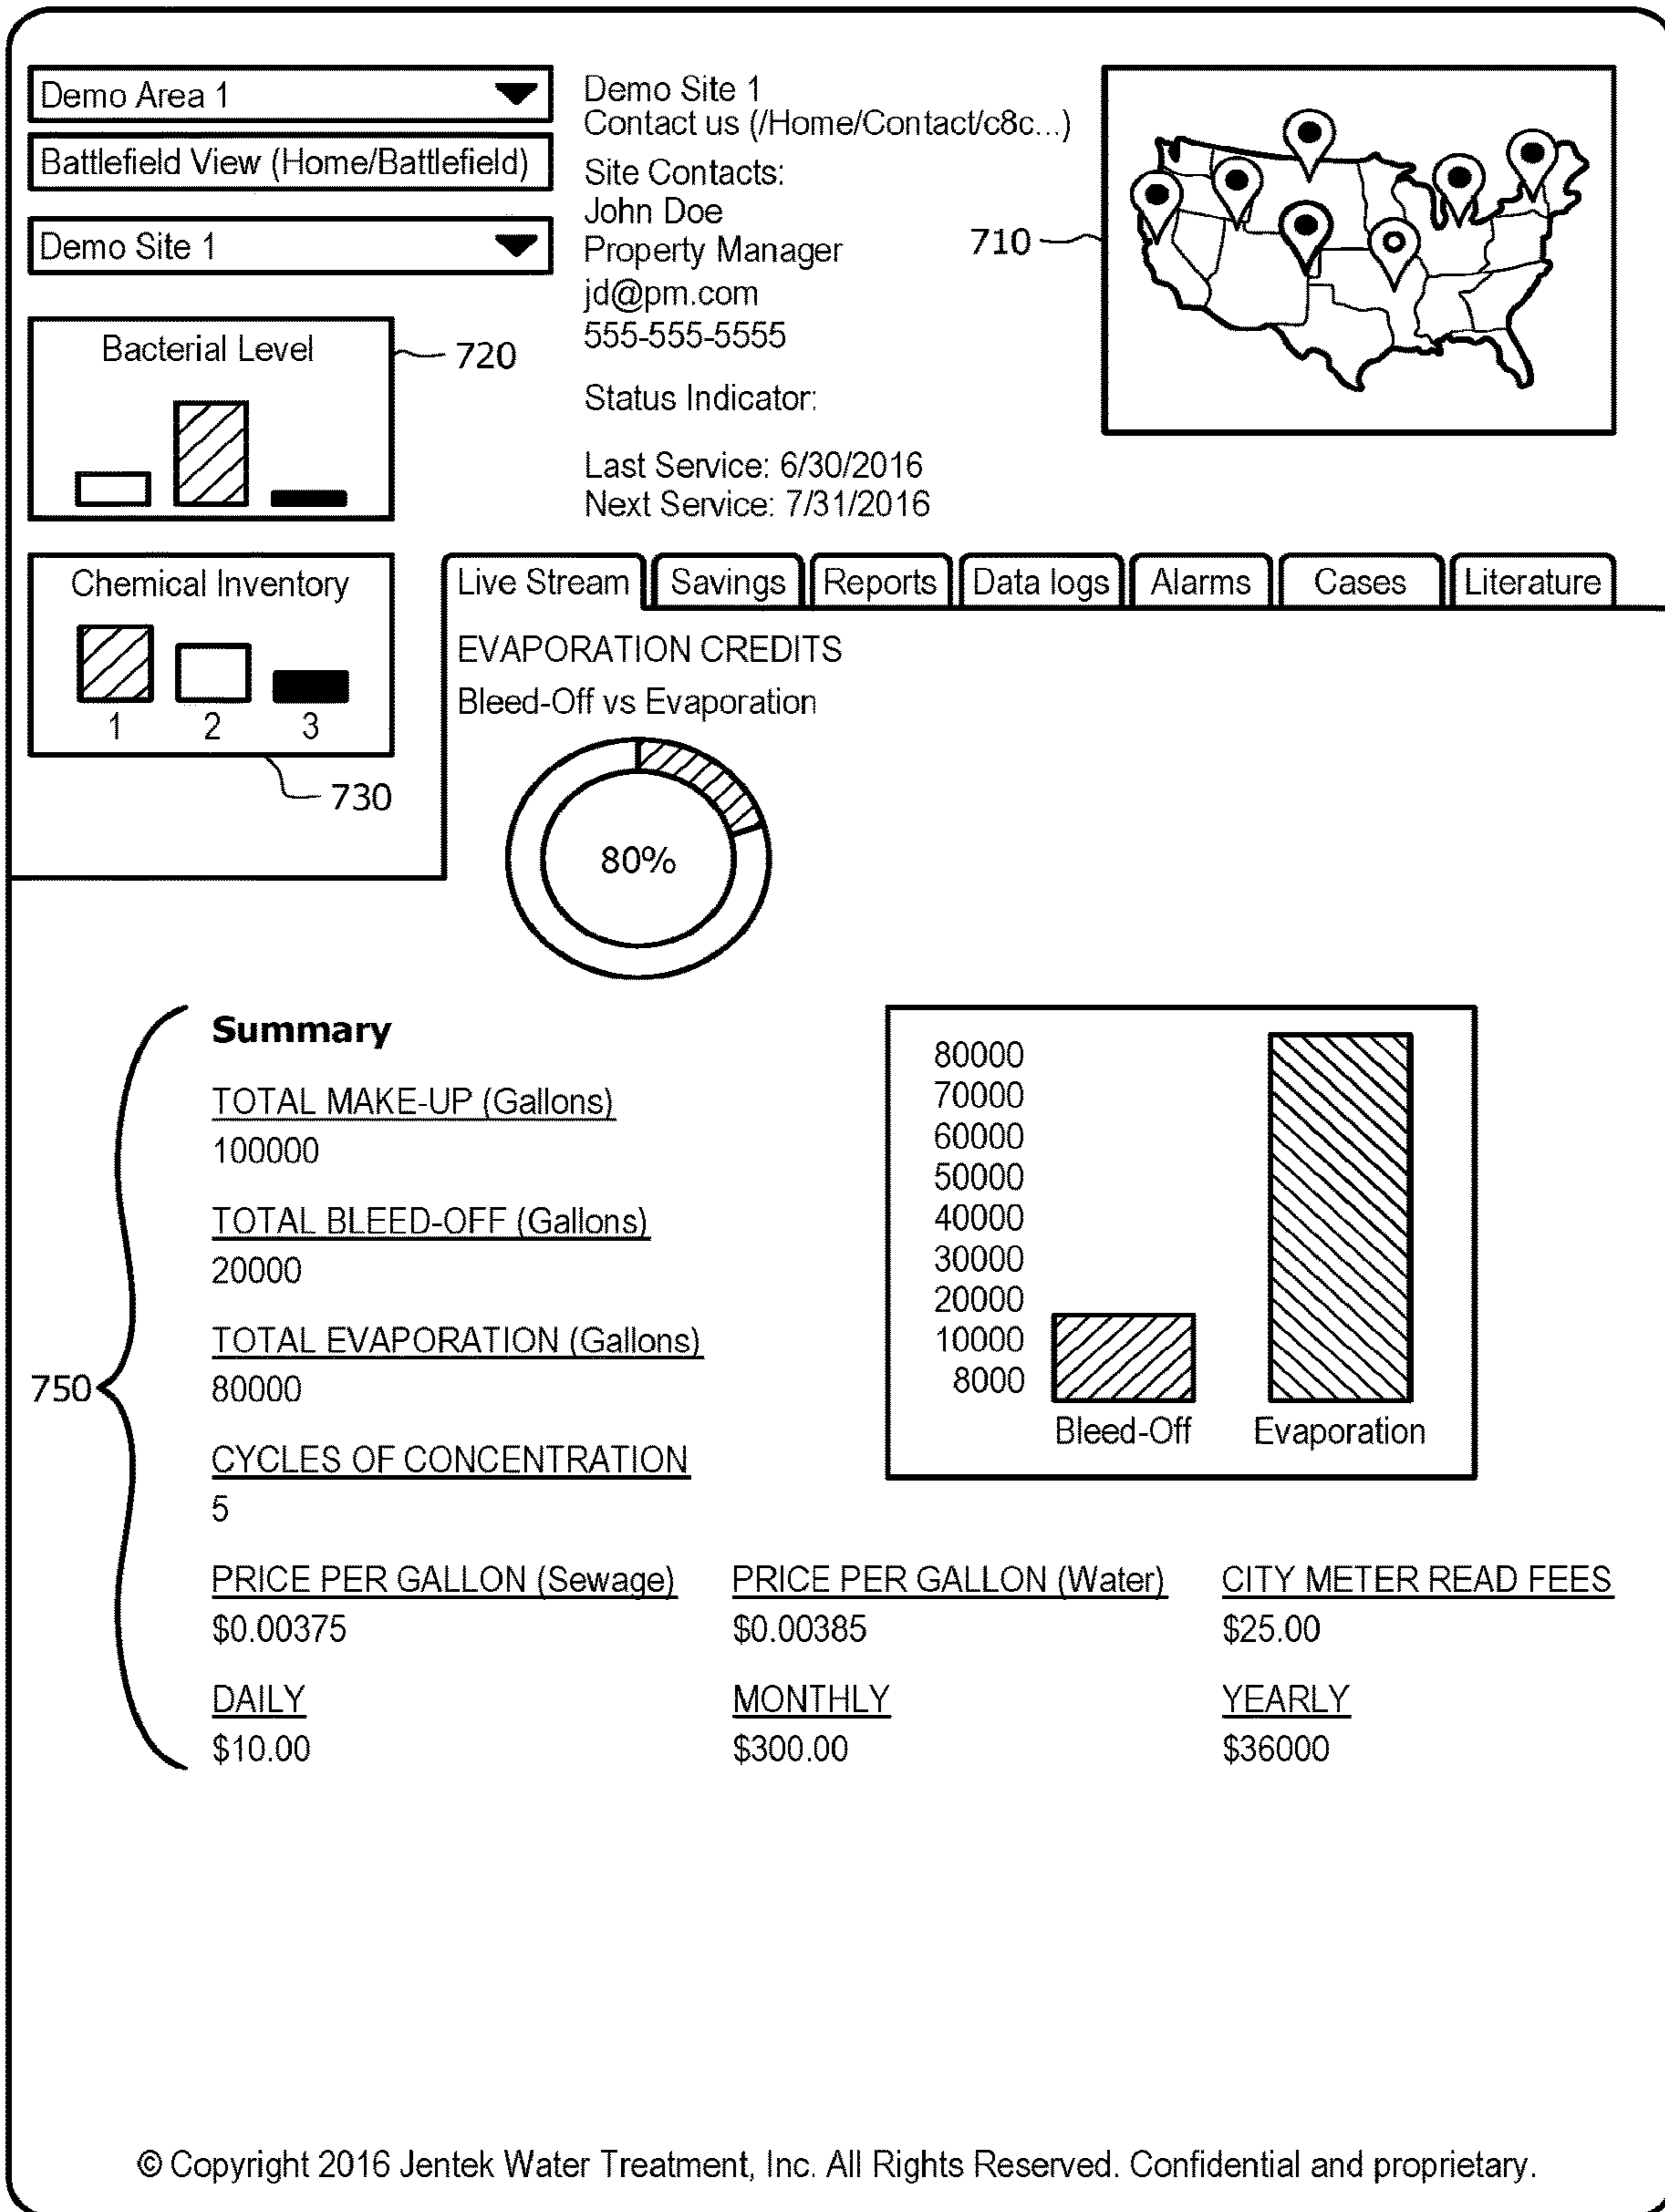 Demo Area 1
Battlefield View (Home/Battlefield)
Demo Site 1
Demo Site 1
Contact us (/Home/Contact/c8c...)
Site Contacts:
John Doe
Property Manager
jd@pm.com
555-555-5555
Status Indicator:
Last Service: 6/30/2016
Next Service: 7/31/2016
710
Bacterial Level
720
Chemical Inventory
1 2 3
730
Live Stream Savings Reports Data logs Alarms Cases Literature
EVAPORATION CREDITS
Bleed-Off vs Evaporation
80%
750
Summary
TOTAL MAKE-UP (Gallons)
100000
TOTAL BLEED-OFF (Gallons)
20000
TOTAL EVAPORATION (Gallons)
80000
CYCLES OF CONCENTRATION
5
80000
70000
60000
50000
40000
30000
20000
10000
8000
Bleed-Off Evaporation
PRICE PER GALLON (Sewage) PRICE PER GALLON (Water) CITY METER READ FEES
$0.00375 $0.00385 $25.00
DAILY MONTHLY YEARLY
$10.00 $300.00 $36000
© Copyright 2016 Jentek Water Treatment, Inc. All Rights Reserved. Confidential and proprietary.